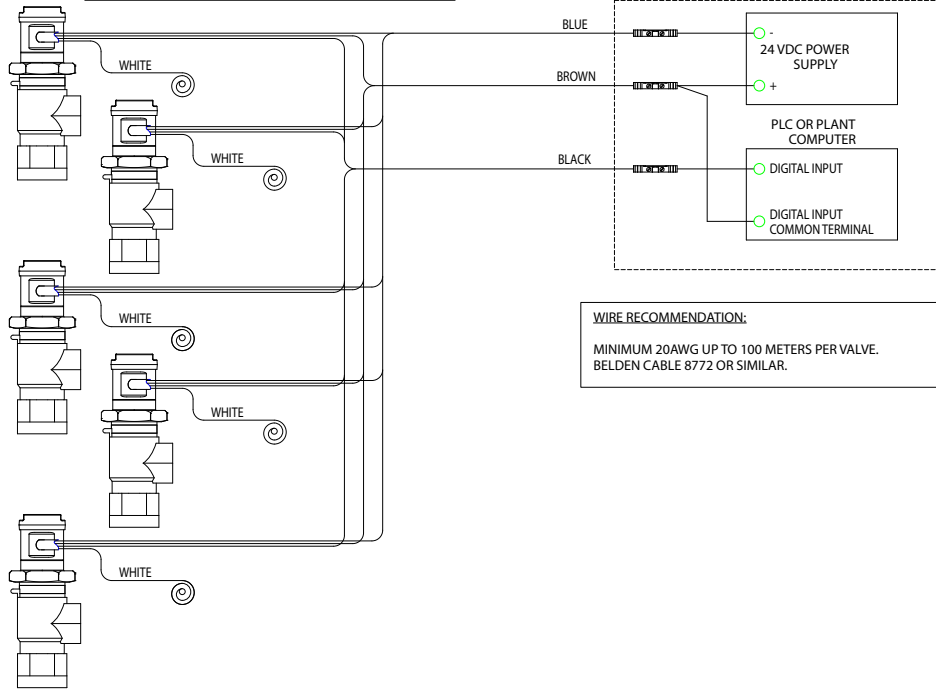 BLUE
-
24 VDC POWER
SUPPLY
WHITE
BROWN
+
PLC OR PLANT
COMPUTER
WHITE
BLACK
DIGITAL INPUT
DIGITAL INPUT
COMMON TERMINAL
WHITE
WIRE RECOMMENDATION:
MINIMUM 20AWG UP TO 100 METERS PER VALVE.
BELDEN CABLE 8772 OR SIMILAR.
WHITE
WHITE